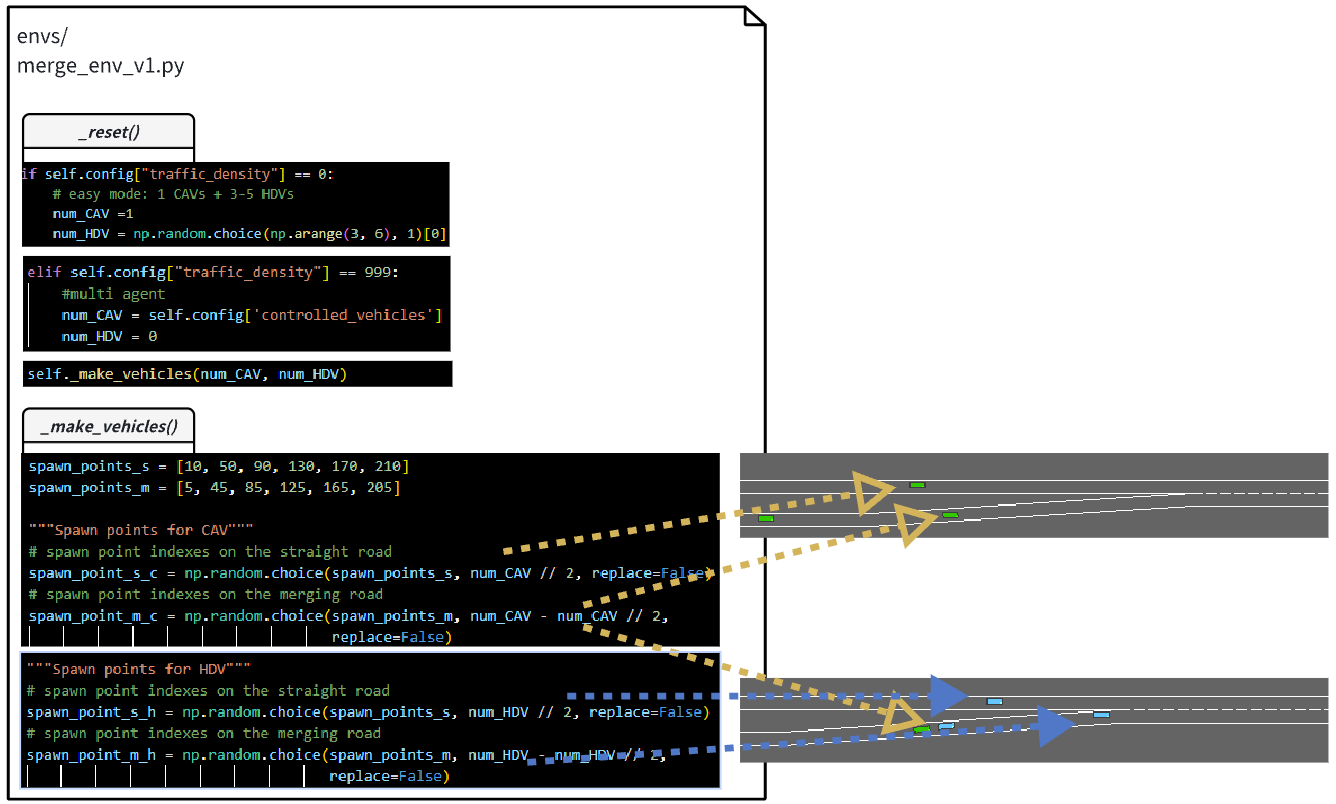 envs/
merge_env_v1.py
_reset()
if self.config["traffic_density"] == 0:
# easy mode: 1 CAVs + 3-5 HDVs
num_CAV =1
num_HDV = np.random.choice(np.arange(3, 6), 1)[0]
elif self.config["traffic_density"] == 999:
#multi agent
num_CAV = self.config['controlled_vehicles']
num_HDV = 0
self._make_vehicles(num_CAV, num_HDV)
_make_vehicles()
spawn_points_s = [10, 50, 90, 130, 170, 210]
spawn_points_m = [5, 45, 85, 125, 165, 205]
"""Spawn points for CAV"""
# spawn point indexes on the straight road
spawn_point_s_c = np.random.choice(spawn_points_s, num_CAV // 2, replace=False)
# spawn point indexes on the merging road
spawn_point_m_c = np.random.choice(spawn_points_m, num_CAV - num_CAV // 2,
replace=False)
"""Spawn points for HDV"""
# spawn point indexes on the straight road
spawn_point_s_h = np.random.choice(spawn_points_s, num_HDV // 2, replace=False)
# spawn point indexes on the merging road
spawn_point_m_h = np.random.choice(spawn_points_m, num_HDV - num_HDV // 2,
replace=False)